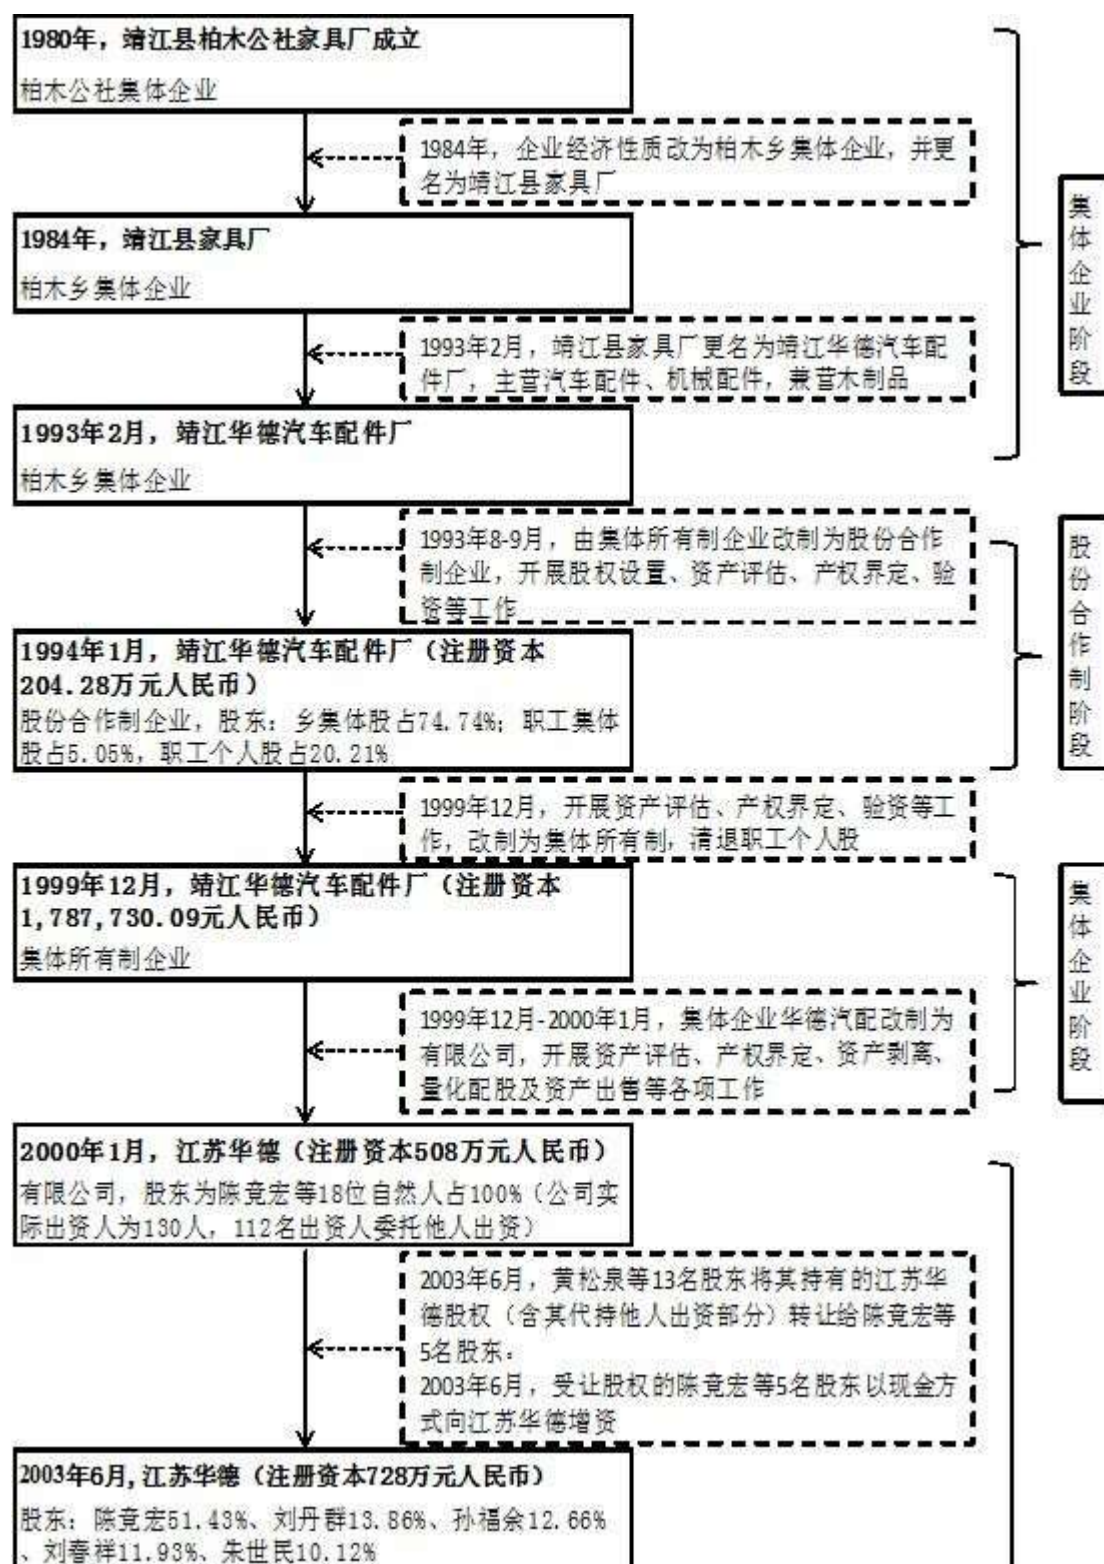 1980年，靖江县柏木公社家具厂成立
柏木公社集体企业
1984年，企业经济性质改为柏木乡集体企业，并更
名为靖江县家具厂
1984年，靖江县家具厂
柏木乡集体企业
1993年2月，靖江县家具厂更名为靖江华德汽车配
件厂，主营汽车配件、机械配件，兼营木制品
1993年2月，靖江华德汽车配件厂
柏木乡集体企业
集体企业阶段
1993年8-9月，由集体所有制企业改制为股份合作
制企业，开展股权设置、资产评估、产权界定、验
资等工作
1994年1月，靖江华德汽车配件厂（注册资本
204.28万元人民币）
股份合作制企业，股东：乡集体股占74.74%；职工集体
股占5.05%，职工个人股占20.21%
股份合作制阶段
1999年12月，开展资产评估、产权界定、验资等工
作，改制为集体所有制，清退职工个人股
1999年12月，靖江华德汽车配件厂（注册资本
1,787,730.09元人民币）
集体所有制企业
1999年12月-2000年1月，集体企业华德汽配改制为
有限公司，开展资产评估、产权界定、资产剥离、
量化配股及资产出售等各项工作
集体企业阶段
2000年1月，江苏华德（注册资本508万元人民币）
有限公司，股东为陈竟宏等18位自然人占100%（公司实
际出资人为130人，112名出资人委托他人出资）
2003年6月，黄松泉等13名股东将其持有的江苏华
德股权（含其代持他人出资部分）转让给陈竟宏等
5名股东；
2003年6月，受让股权的陈竟宏等5名股东以现金方
式向江苏华德增资
2003年6月,江苏华德（注册资本728万元人民币）
股东：陈竟宏51.43%、刘丹群13.86%、孙福余12.66%
、刘春祥11.93%、朱世民10.12%